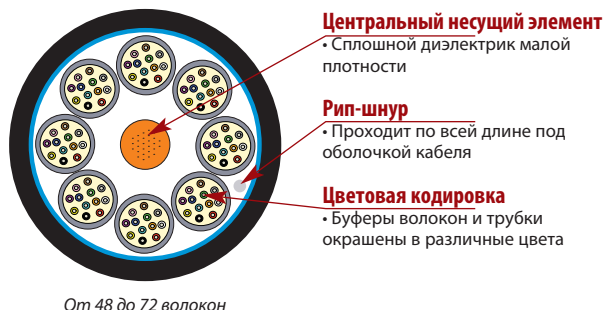 Центральный несущий элемент
• Сплошной диэлектрик малой
плотности
Рип-шнур
• Проходит по всей длине под
оболочкой кабеля
Цветовая кодировка
• Буферы волокон и трубки
окрашены в различные цвета
От 48 до 72 волокон